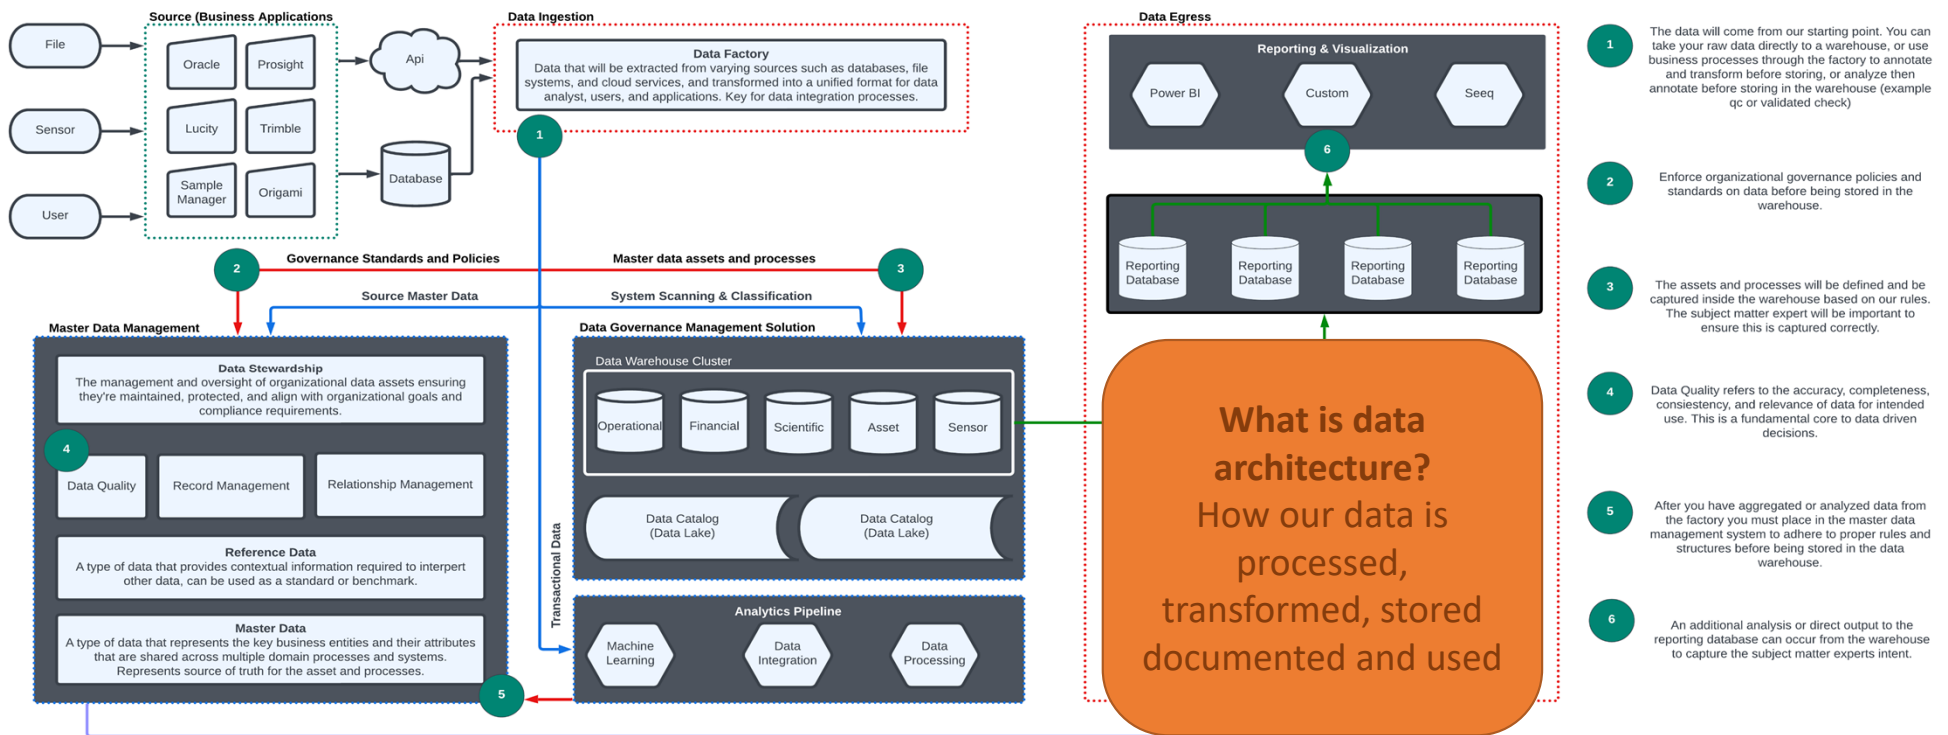 Source (Business Applications
File
Sensor
User
Oracle
Prosight
Lucity
Trimble
Sample
Manager
Origami
Api
Database
Data Ingestion
Data Factory
Data that will be extracted from varying sources such as databases, file
systems, and cloud services, and transformed into a unified format for data
analyst, users, and applications. Key for data integration processes.
1
2
Governance Standards and Policies
Master data assets and processes
3
Source Master Data
System Scanning & Classification
Master Data Management
Data Stewardship
The management and oversight of organizational data assets ensuring
they're maintained, protected, and align with organizational goals and
compliance requirements.
4
Data Quality
Record Management
Relationship Management
Reference Data
A type of data that provides contextual information required to interpert
other data, can be used as a standard or benchmark.
Master Data
A type of data that represents the key business entities and their attributes
that are shared across multiple domain processes and systems.
Represents source of truth for the asset and processes.
5
Transactional Data
Data Governance Management Solution
Data Warehouse Cluster
Operational
Financial
Scientific
Asset
Sensor
Data Catalog
(Data Lake)
Data Catalog
(Data Lake)
Analytics Pipeline
Machine
Learning
Data
Integration
Data
Processing
Data Egress
Reporting & Visualization
Power BI
Custom
Seeq
6
Reporting
Database
Reporting
Database
Reporting
Database
Reporting
Database
What is data
architecture?
How our data is
processed,
transformed, stored
documented and used
1
The data will come from our starting point. You can
take your raw data directly to a warehouse, or use
business processes through the factory to annotate
and transform before storing, or analyze then
annotate before storing in the warehouse (example
qc or validated check)
2
Enforce organizational governance policies and
standards on data before being stored in the
warehouse.
3
The assets and processes will be defined and be
captured inside the warehouse based on our rules.
The subject matter expert will be important to
ensure this is captured correctly.
4
Data Quality refers to the accuracy, completeness,
consiestency, and relevance of data for intended
use. This is a fundamental core to data driven
decisions.
5
After you have aggregated or analyzed data from
the factory you must place in the master data
management system to adhere to proper rules and
structures before being stored in the data
warehouse.
6
An additional analysis or direct output to the
reporting database can occur from the warehouse
to capture the subject matter experts intent.